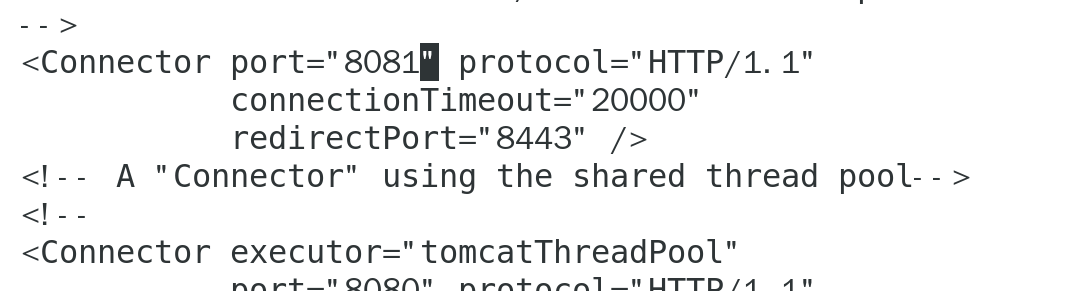 -->
<Connector port="8081" protocol="HTTP/1.1"
connectionTimeout="20000"
redirectPort="8443" />
<!-- A "Connector" using the shared thread pool-->
<!--
<Connector executor="tomcatThreadPool"
port="8080" protocol="HTTP/1.1"